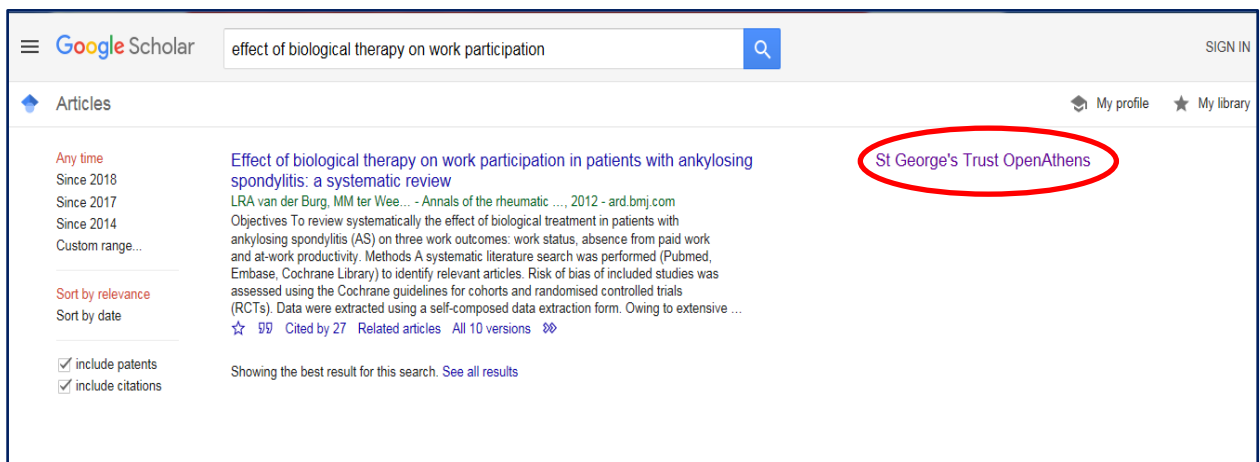 Google Scholar
effect of biological therapy on work participation
SIGN IN
Articles
My profile
My library
Any time
Since 2018
Since 2017
Since 2014
Custom range...
Sort by relevance
Sort by date
include patents
include citations
Effect of biological therapy on work participation in patients with ankylosing
spondylitis: a systematic review
LRA van der Burg, MM ter Wee... - Annals of the rheumatic ..., 2012 - ard.bmj.com
Objectives To review systematically the effect of biological treatment in patients with
ankylosing spondylitis (AS) on three work outcomes: work status, absence from paid work
and at-work productivity. Methods A systematic literature search was performed (Pubmed,
Embase, Cochrane Library) to identify relevant articles. Risk of bias of included studies was
assessed using the Cochrane guidelines for cohorts and randomised controlled trials
(RCTs). Data were extracted using a self-composed data extraction form. Owing to extensive ...
Cited by 27 Related articles All 10 versions
Showing the best result for this search. See all results
St George's Trust OpenAthens